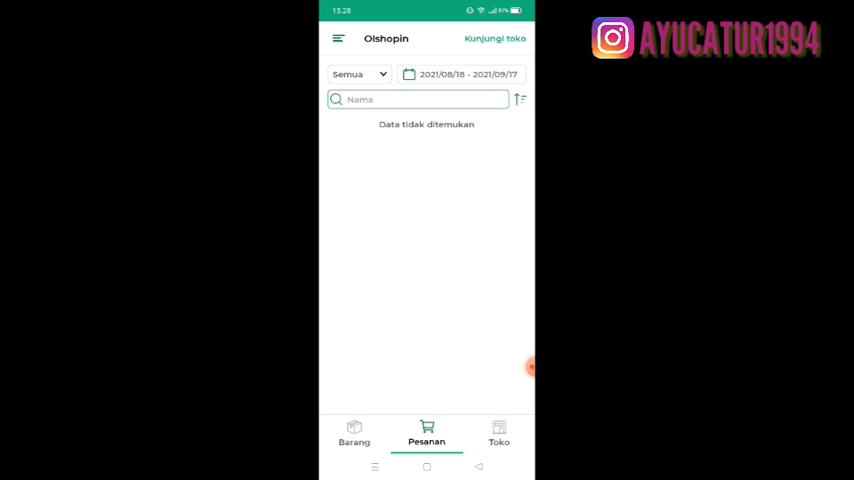 13.28
81%
Olshopin
Kunjungi toko
Semua
2021/08/18 - 2021/09/17
Nama
Data tidak ditemukan
Barang
Pesanan
Toko
AYUCATUR1994